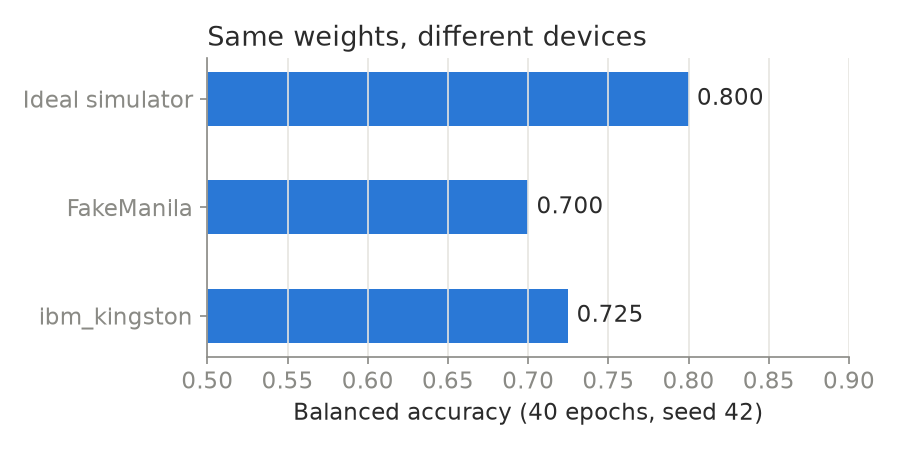 Same weights, different devices
Ideal simulator 0.800
FakeManila 0.700
ibm_kingston 0.725
0.50 0.55 0.60 0.65 0.70 0.75 0.80 0.85 0.90
Balanced accuracy (40 epochs, seed 42)